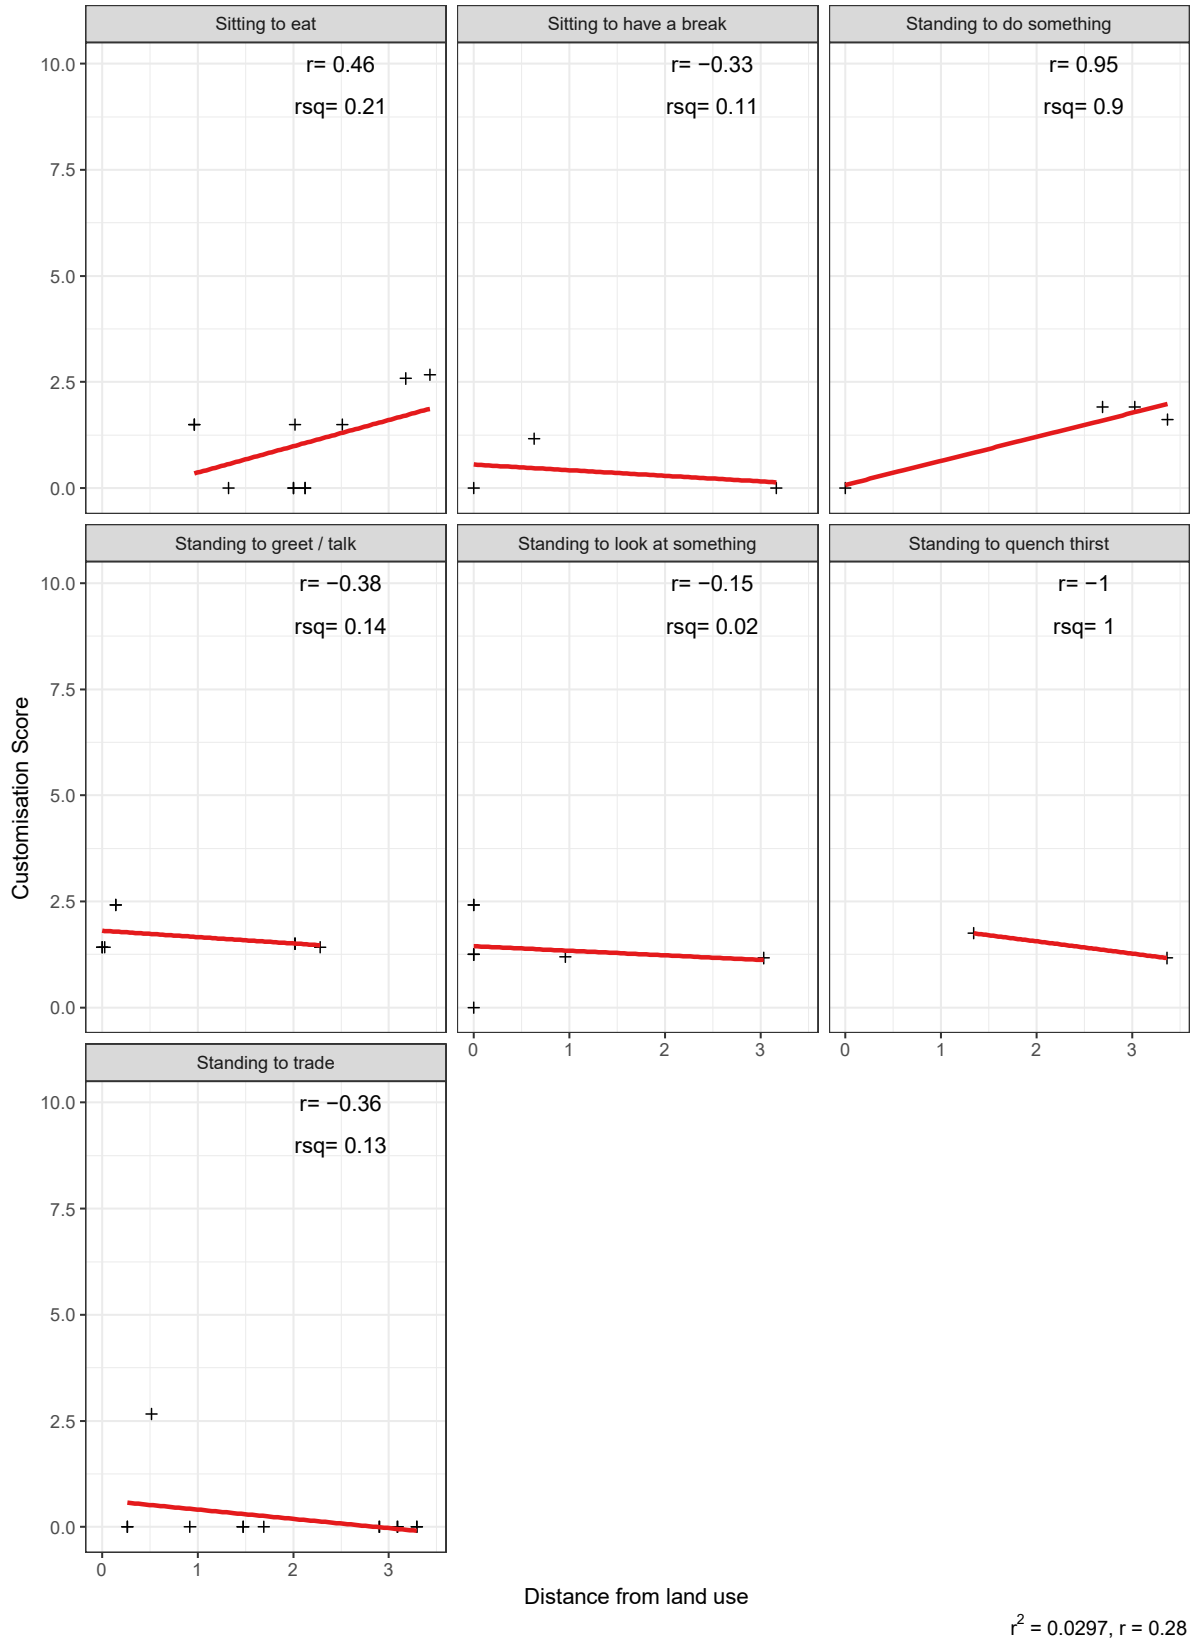 Sitting to eat
Sitting to have a break
Standing to do something
r= 0.46
rsq= 0.21
r= −0.33
rsq= 0.11
r= 0.95
rsq= 0.9
10.0
7.5
5.0
2.5
0.0
Standing to greet / talk
Standing to look at something
Standing to quench thirst
r= −0.38
rsq= 0.14
r= −0.15
rsq= 0.02
r= −1
rsq= 1
10.0
7.5
5.0
2.5
0.0
Customisation Score
0 1 2 3
0 1 2 3
Standing to trade
r= −0.36
rsq= 0.13
10.0
7.5
5.0
2.5
0.0
0 1 2 3
Distance from land use
r² = 0.0297, r = 0.28